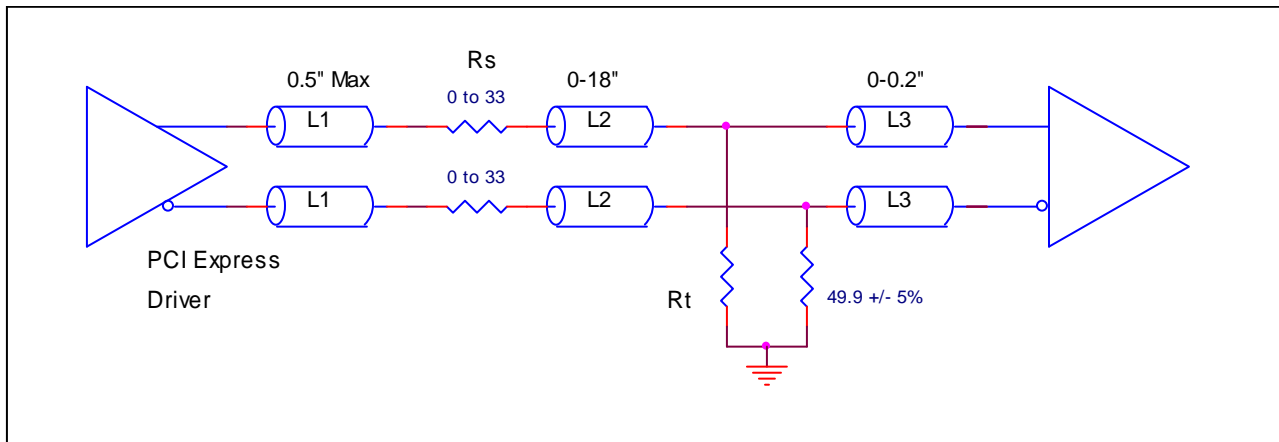 Rs
0.5" Max
0-18"
0-0.2"
0 to 33
L1
L2
L3
0 to 33
L1
L2
L3
PCI Express
Driver
Rt
49.9 +/- 5%